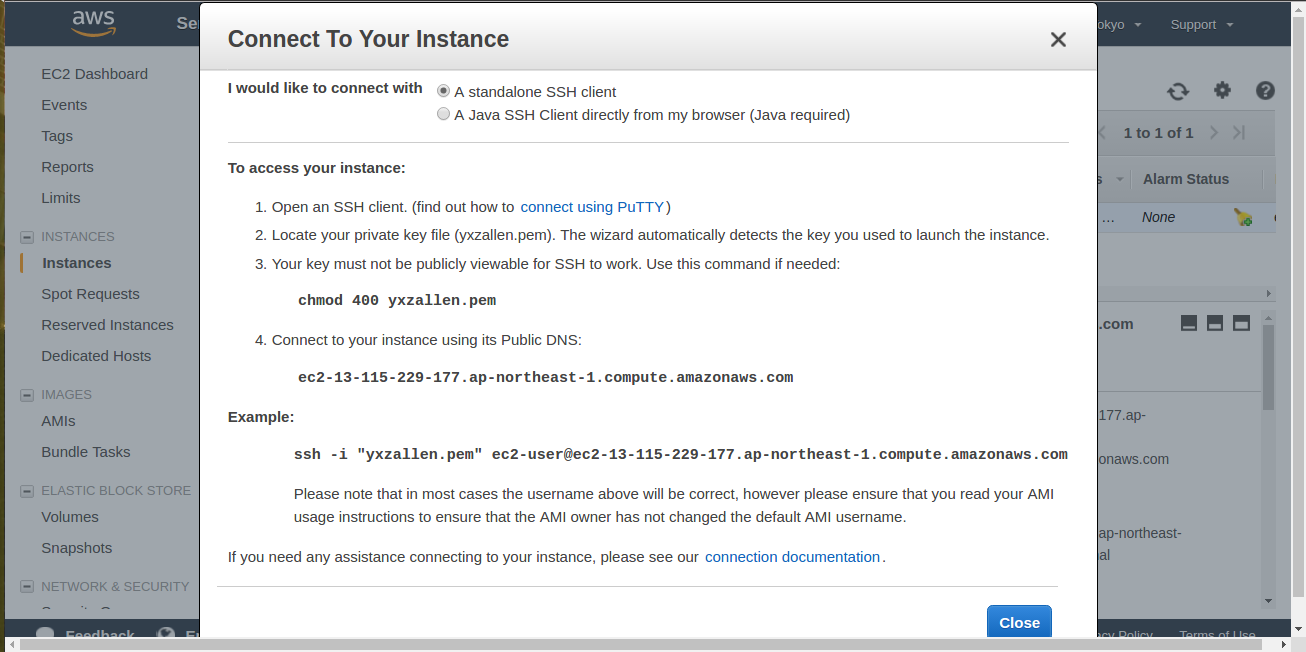 aws
Connect To Your Instance
Support
EC2 Dashboard
Events
Tags
Reports
Limits
INSTANCES
Instances
Spot Requests
Reserved Instances
Dedicated Hosts
IMAGES
AMIs
Bundle Tasks
ELASTIC BLOCK STORE
Volumes
Snapshots
NETWORK & SECURITY
Feedback
I would like to connect with
A standalone SSH client
A Java SSH Client directly from my browser (Java required)
To access your instance:
1. Open an SSH client. (find out how to connect using PuTTY)
2. Locate your private key file (yxzallen.pem). The wizard automatically detects the key you used to launch the instance.
3. Your key must not be publicly viewable for SSH to work. Use this command if needed:
chmod 400 yxzallen.pem
4. Connect to your instance using its Public DNS:
ec2-13-115-229-177.ap-northeast-1.compute.amazonaws.com
Example:
ssh -i "yxzallen.pem" ec2-user@ec2-13-115-229-177.ap-northeast-1.compute.amazonaws.com
Please note that in most cases the username above will be correct, however please ensure that you read your AMI
usage instructions to ensure that the AMI owner has not changed the default AMI username.
If you need any assistance connecting to your instance, please see our connection documentation.
Close
1 to 1 of 1
Alarm Status
... None
.com
177.ap-
onaws.com
ap-northeast-
al
Policy Terms of Use